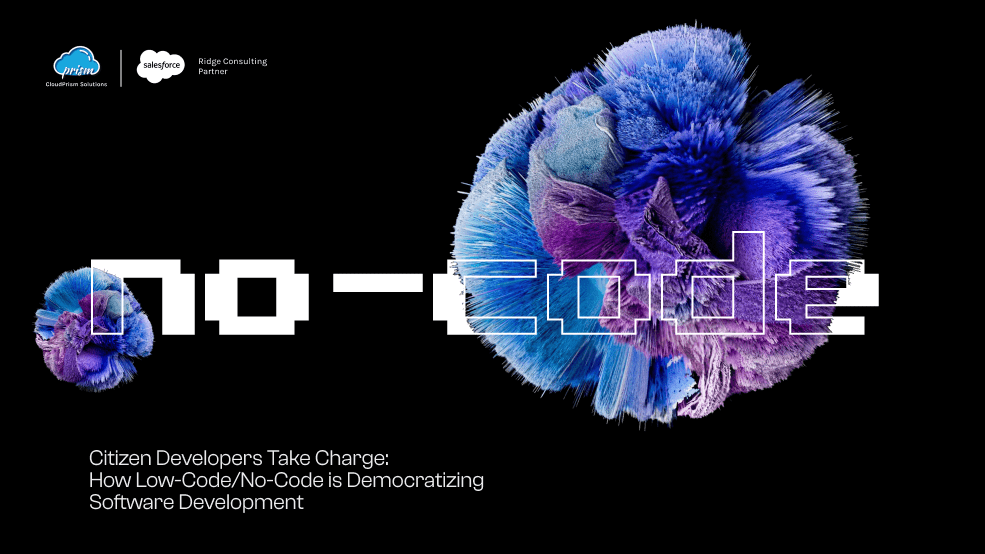 prism
CloudPrism Solutions
salesforce
Ridge Consulting
Partner
no-code
Citizen Developers Take Charge:
How Low-Code/No-Code is Democratizing
Software Development